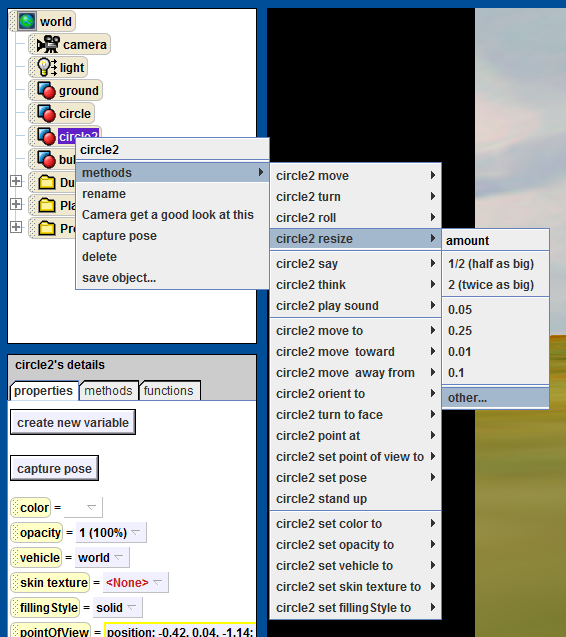 world
camera
light
ground
circle
circle2
Du
Pla
Pr
circle2
methods
rename
Camera get a good look at this
capture pose
delete
save object...
circle2 move
circle2 turn
circle2 roll
circle2 resize
circle2 say
circle2 think
circle2 play sound
circle2 move to
circle2 move toward
circle2 move away from
circle2 orient to
circle2 turn to face
circle2 point at
circle2 set point of view to
circle2 set pose
circle2 stand up
circle2 set color to
circle2 set opacity to
circle2 set vehicle to
circle2 set skin texture to
circle2 set fillingStyle to
amount
1/2 (half as big)
2 (twice as big)
0.05
0.25
0.01
0.1
other...
circle2's details
properties methods functions
create new variable
capture pose
color =
opacity = 1 (100%)
vehicle = world
skin texture = <None>
fillingStyle = solid
pointOfView = position: -0.42, 0.04, -1.14;